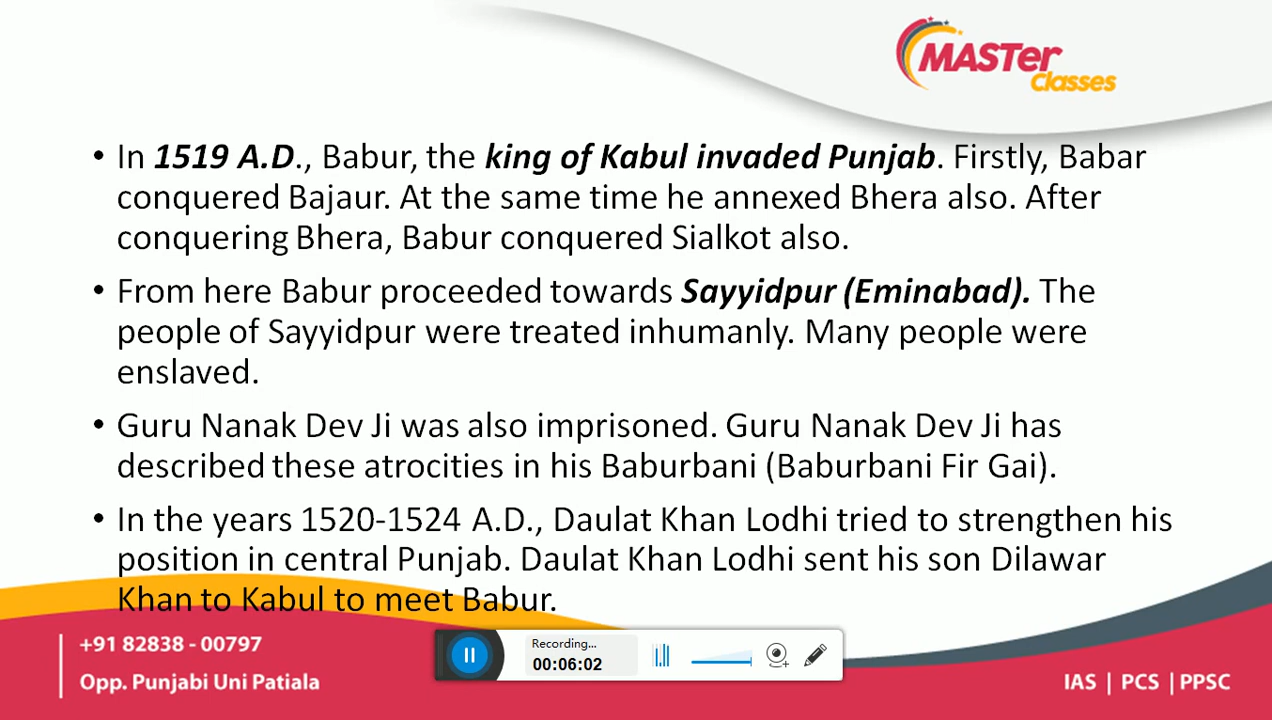 MASTer
Classes
• In 1519 A.D., Babur, the king of Kabul invaded Punjab. Firstly, Babar
conquered Bajaur. At the same time he annexed Bhera also. After
conquering Bhera, Babur conquered Sialkot also.
• From here Babur proceeded towards Sayyidpur (Eminabad). The
people of Sayyidpur were treated inhumanly. Many people were
enslaved.
• Guru Nanak Dev Ji was also imprisoned. Guru Nanak Dev Ji has
described these atrocities in his Baburbani (Baburbani Fir Gai).
• In the years 1520-1524 A.D., Daulat Khan Lodhi tried to strengthen his
position in central Punjab. Daulat Khan Lodhi sent his son Dilawar
Khan to Kabul to meet Babur.
+91 82838 - 00797
Opp. Punjabi Uni Patiala
Recording...
00:06:02
IAS | PCS | PPSC